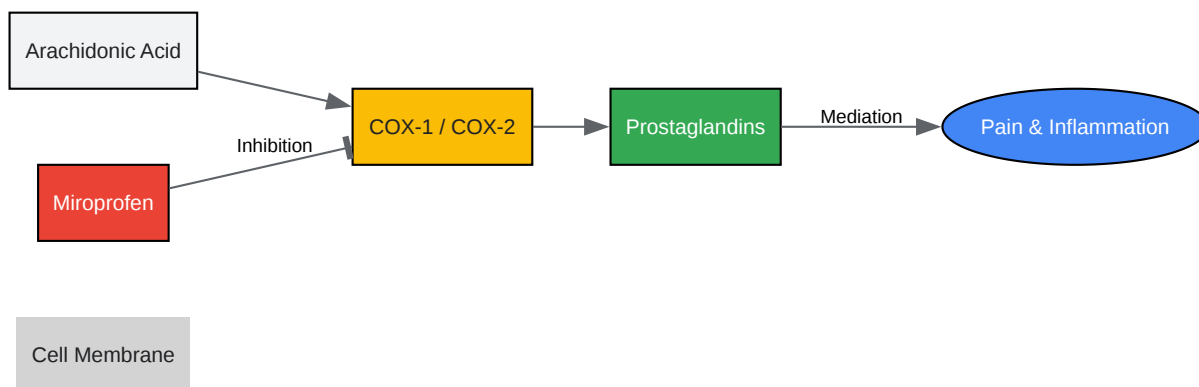 Arachidonic Acid
Inhibition
COX-1 / COX-2
Prostaglandins
Mediation
Pain & Inflammation
Miroprofen
Cell Membrane